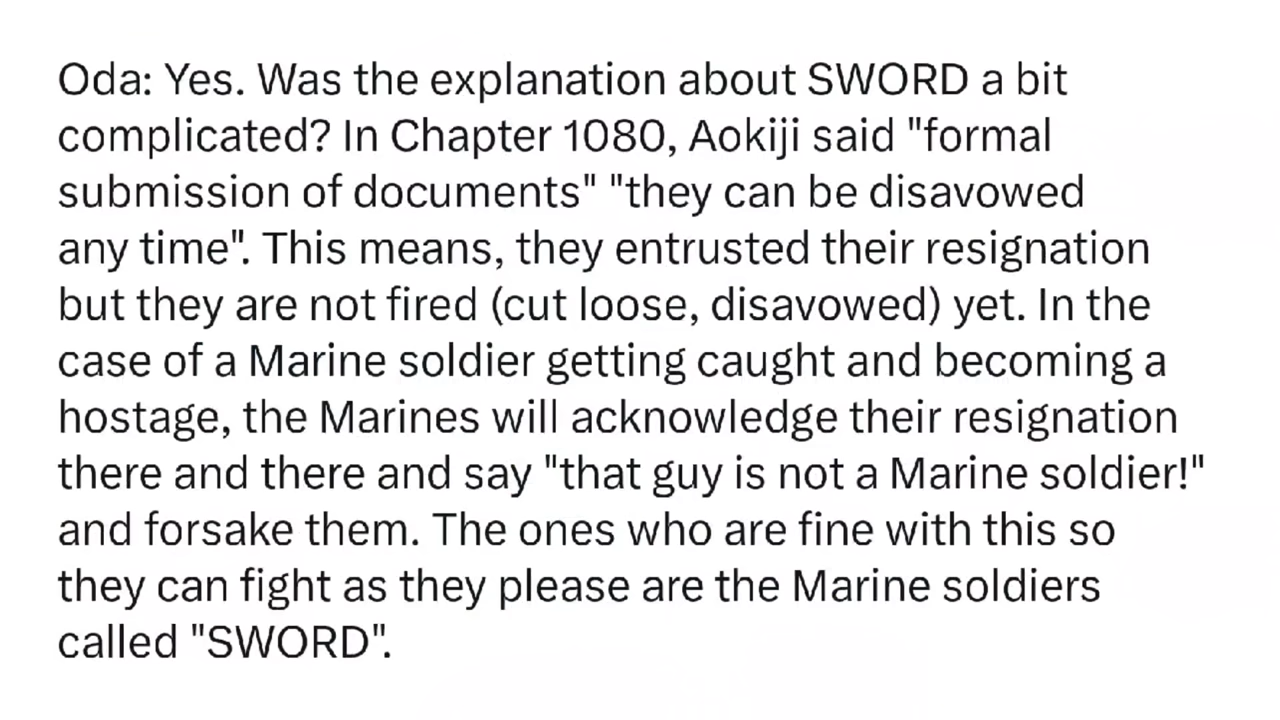 Oda: Yes. Was the explanation about SWORD a bit
complicated? In Chapter 1080, Aokiji said "formal
submission of documents" "they can be disavowed
any time". This means, they entrusted their resignation
but they are not fired (cut loose, disavowed) yet. In the
case of a Marine soldier getting caught and becoming a
hostage, the Marines will acknowledge their resignation
there and there and say "that guy is not a Marine soldier!"
and forsake them. The ones who are fine with this so
they can fight as they please are the Marine soldiers
called "SWORD".